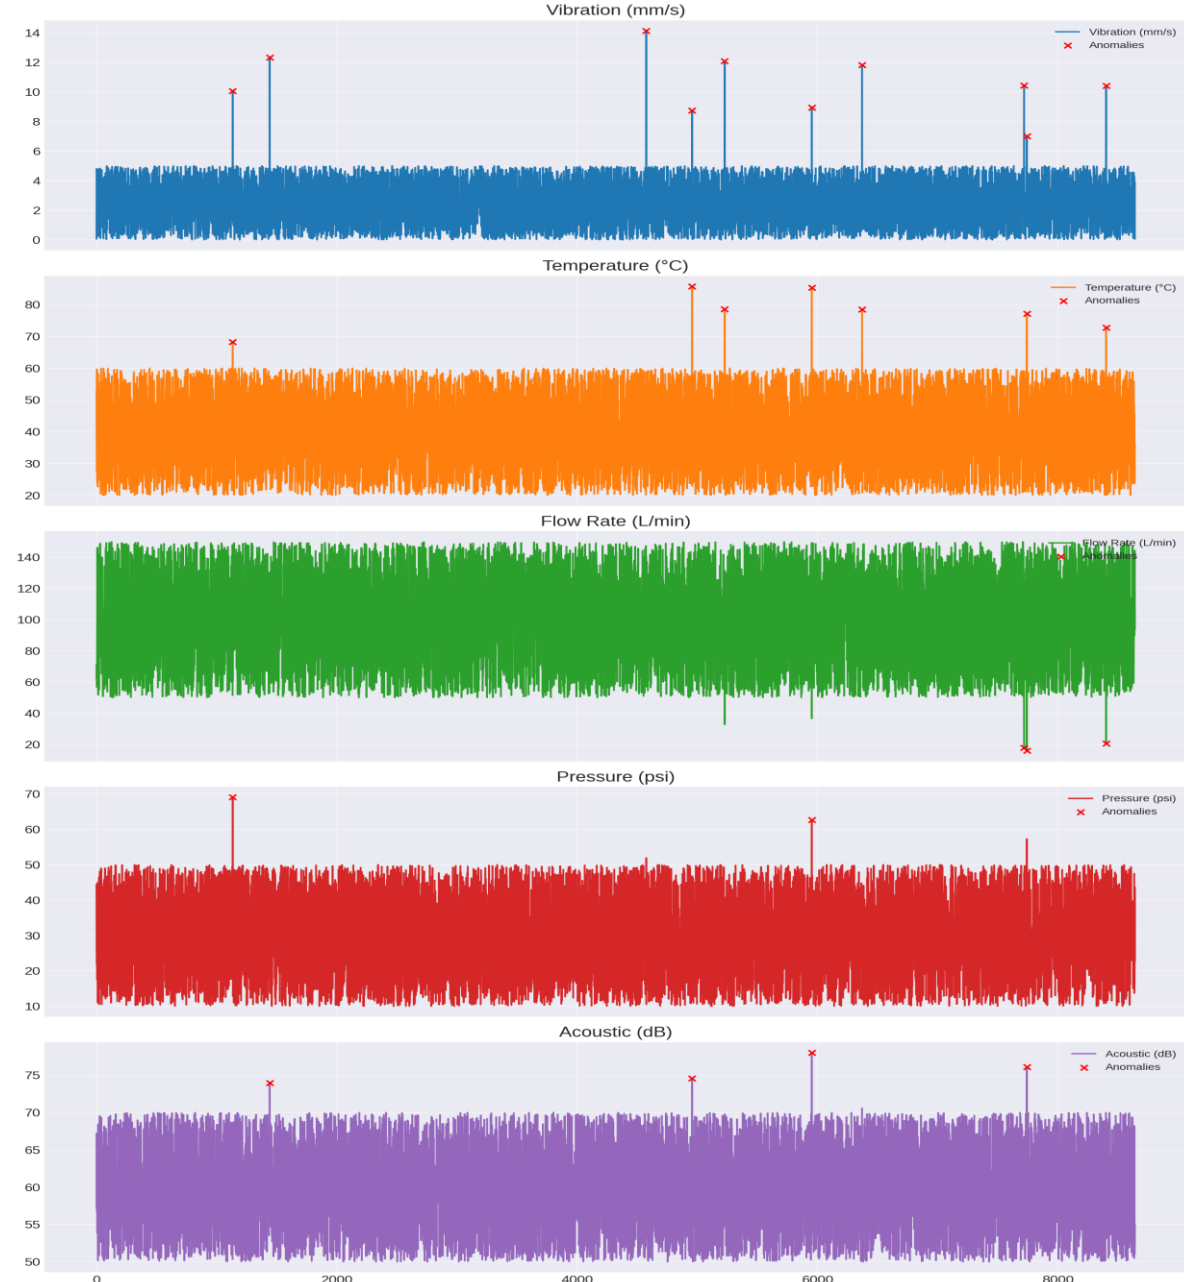 Vibration (mm/s)
14
12
10
8
6
4
2
0
Vibration (mm/s)
Anomalies
Temperature (°C)
80
70
60
50
40
30
20
Temperature (°C)
Anomalies
Flow Rate (L/min)
140
120
100
80
60
40
20
Flow Rate (L/min)
Anomalies
Pressure (psi)
70
60
50
40
30
20
10
Pressure (psi)
Anomalies
Acoustic (dB)
75
70
65
60
55
50
Acoustic (dB)
Anomalies
0 2000 4000 6000 8000